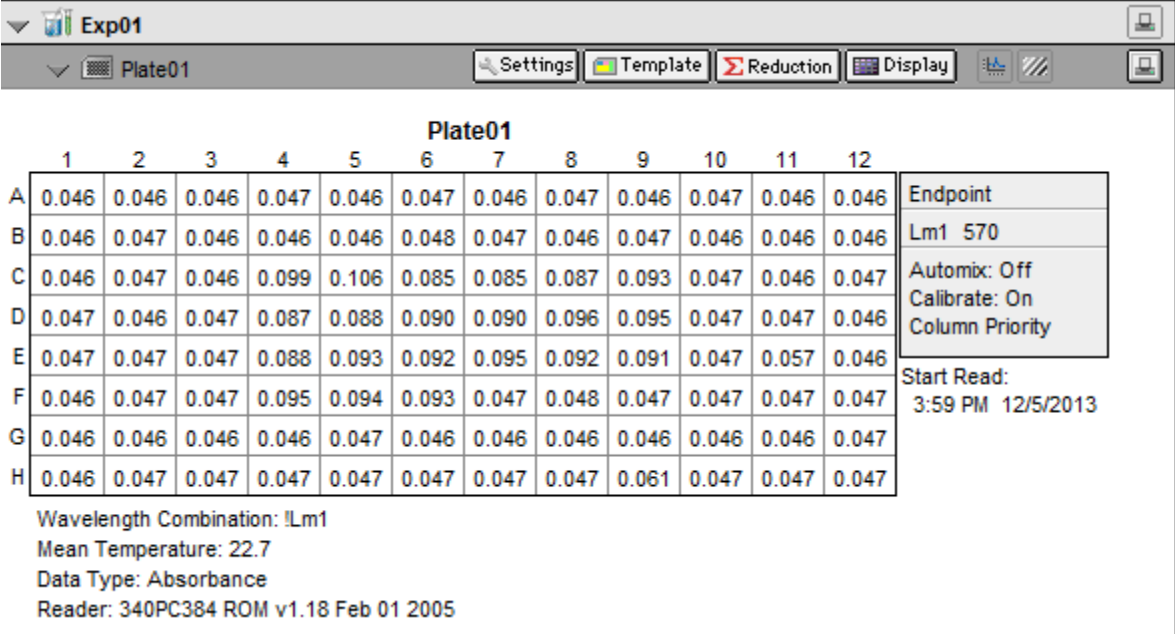 Exp01
Plate01 Settings Template Reduction Display
Plate01
1 2 3 4 5 6 7 8 9 10 11 12
A 0.046 0.046 0.046 0.047 0.046 0.047 0.046 0.047 0.046 0.047 0.046 0.046
B 0.046 0.047 0.046 0.046 0.046 0.048 0.047 0.046 0.047 0.046 0.046 0.046
C 0.046 0.047 0.046 0.099 0.106 0.085 0.085 0.087 0.093 0.047 0.046 0.047
D 0.047 0.046 0.047 0.087 0.088 0.090 0.090 0.096 0.095 0.047 0.047 0.046
E 0.047 0.047 0.047 0.088 0.093 0.092 0.095 0.092 0.091 0.047 0.057 0.046
F 0.046 0.047 0.047 0.095 0.094 0.093 0.047 0.048 0.047 0.047 0.047 0.047
G 0.046 0.046 0.046 0.046 0.047 0.046 0.046 0.046 0.046 0.046 0.046 0.047
H 0.046 0.047 0.047 0.047 0.047 0.047 0.047 0.047 0.061 0.047 0.047 0.047
Endpoint
Lm1 570
Automix: Off
Calibrate: On
Column Priority
Start Read:
3:59 PM 12/5/2013
Wavelength Combination: !Lm1
Mean Temperature: 22.7
Data Type: Absorbance
Reader: 340PC384 ROM v1.18 Feb 01 2005